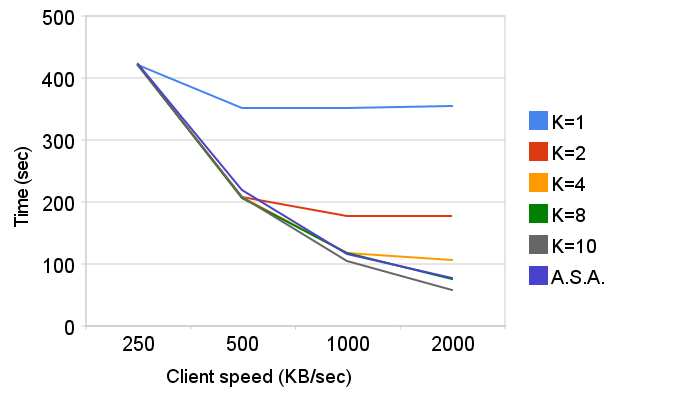 500
400
300
200
100
0
Time (sec)
250 500 1000 2000
Client speed (KB/sec)
K=1
K=2
K=4
K=8
K=10
A.S.A.